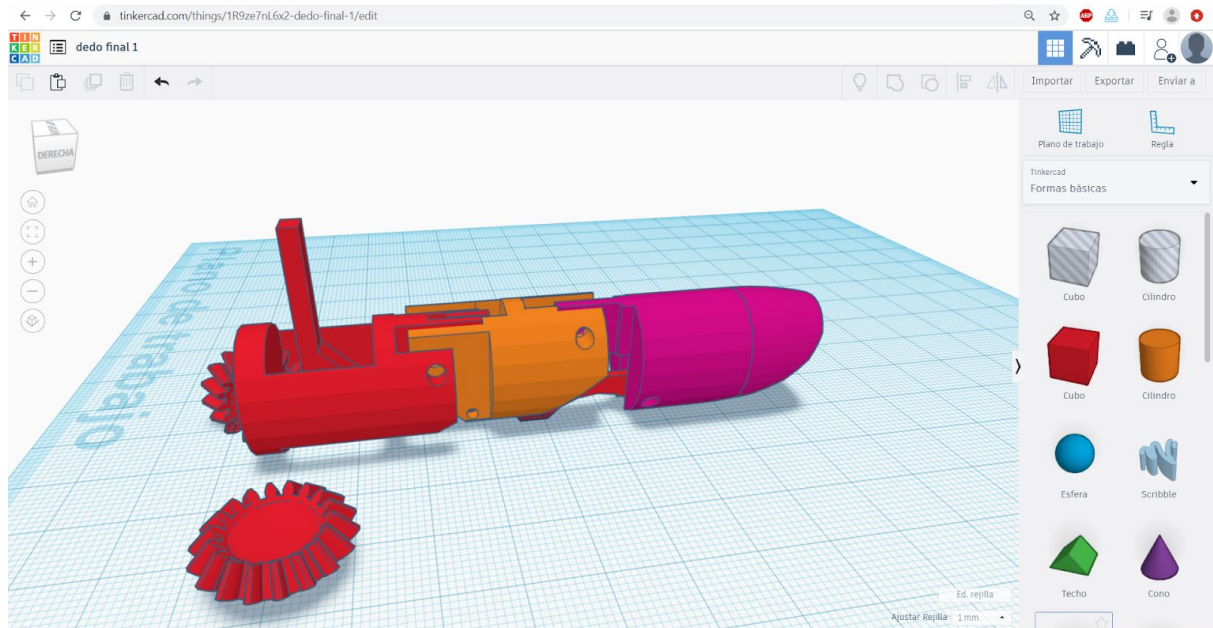 tinkercad.com/things/1R9ze7nL6x2-dedo-final-1/edit
ABP
TIN
KER
CAD
dedo final 1
Importar
Exportar
Enviar a
DERECHA
Plano de trabajo
Regla
Tinkercad
Formas básicas
Cubo
Cilindro
Cubo
Cilindro
Esfera
Scribble
Techo
Cono
Plano de trabajo
Ed. rejilla
Ajustar Rejilla
1 mm